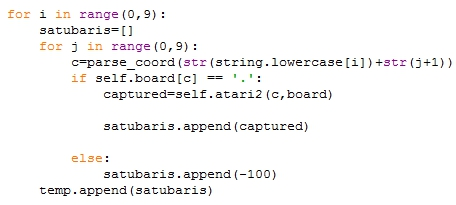 for i in range(0,9):
    satubaris=[]
    for j in range(0,9):
        c=parse_coord(str(string.lowercase[i])+str(j+1))
        if self.board[c] == '.':
            captured=self.atari2(c,board)

            satubaris.append(captured)

        else:
            satubaris.append(-100)
    temp.append(satubaris)